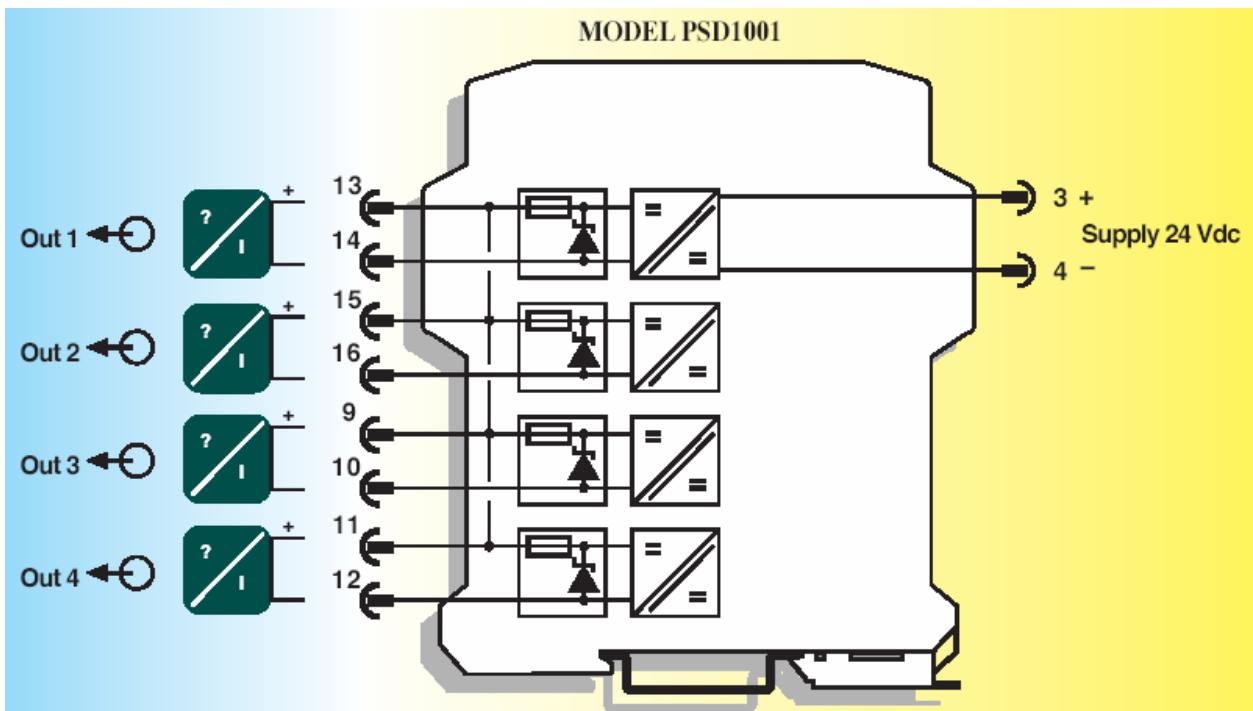 MODEL PSD1001
13
3 +
Out 1
?
I
+
Supply 24 Vdc
14
4 −
15
Out 2
?
I
+
16
9
Out 3
?
I
+
10
11
Out 4
?
I
+
12